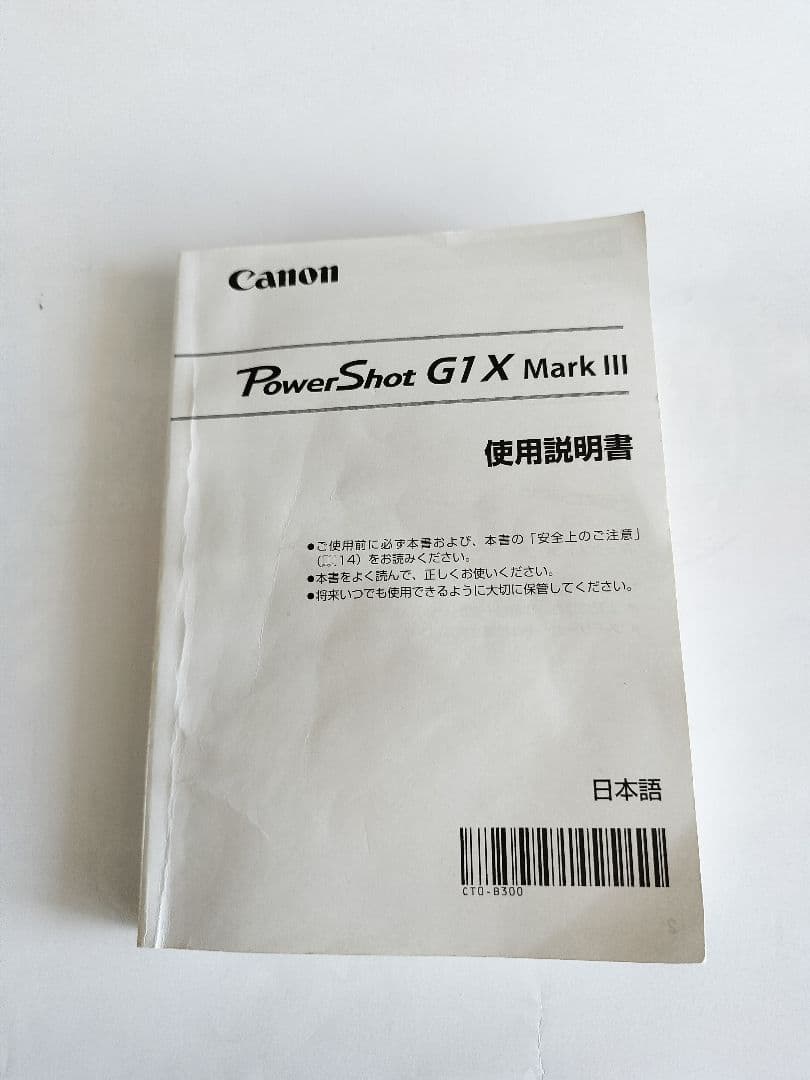 Canon
PowerShot G1 X Mark III
使用説明書
●ご使用前に必ず本書および、本書の「安全上のご注意」
（14）をお読みください。
●本書をよく読んで、正しくお使いください。
●将来いつでも使用できるように大切に保管してください。
日本語
CT0-B300